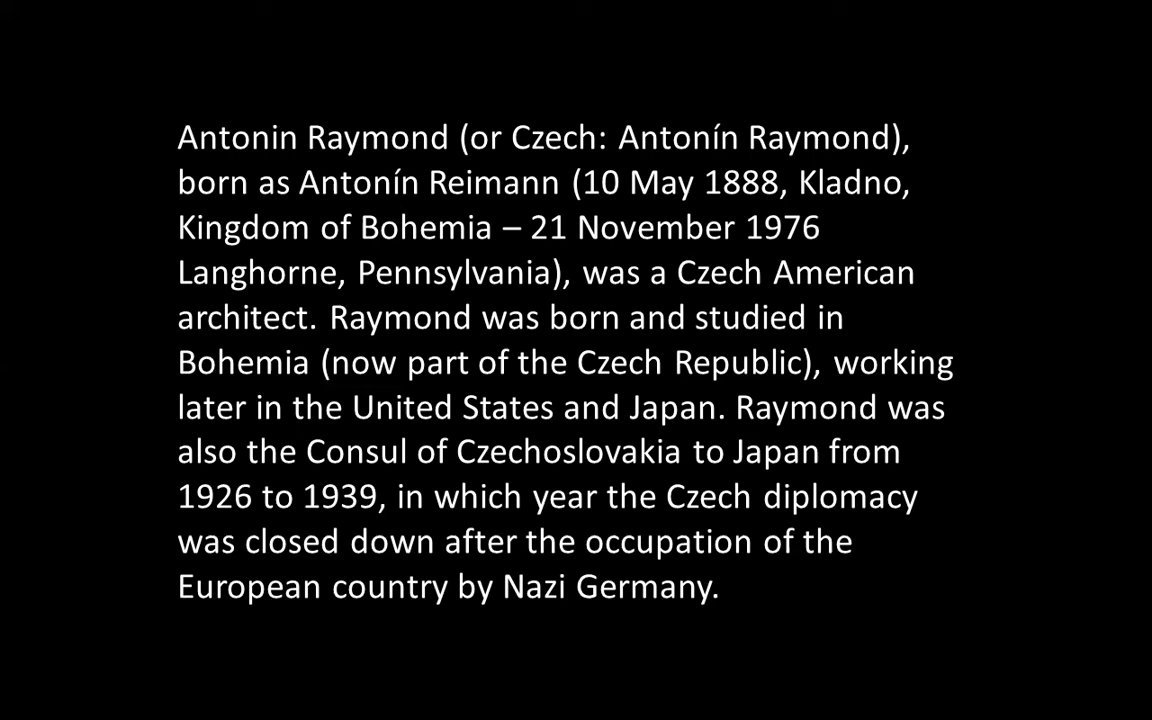 Antonin Raymond (or Czech: Antonín Raymond),
born as Antonín Reimann (10 May 1888, Kladno,
Kingdom of Bohemia – 21 November 1976
Langhorne, Pennsylvania), was a Czech American
architect. Raymond was born and studied in
Bohemia (now part of the Czech Republic), working
later in the United States and Japan. Raymond was
also the Consul of Czechoslovakia to Japan from
1926 to 1939, in which year the Czech diplomacy
was closed down after the occupation of the
European country by Nazi Germany.